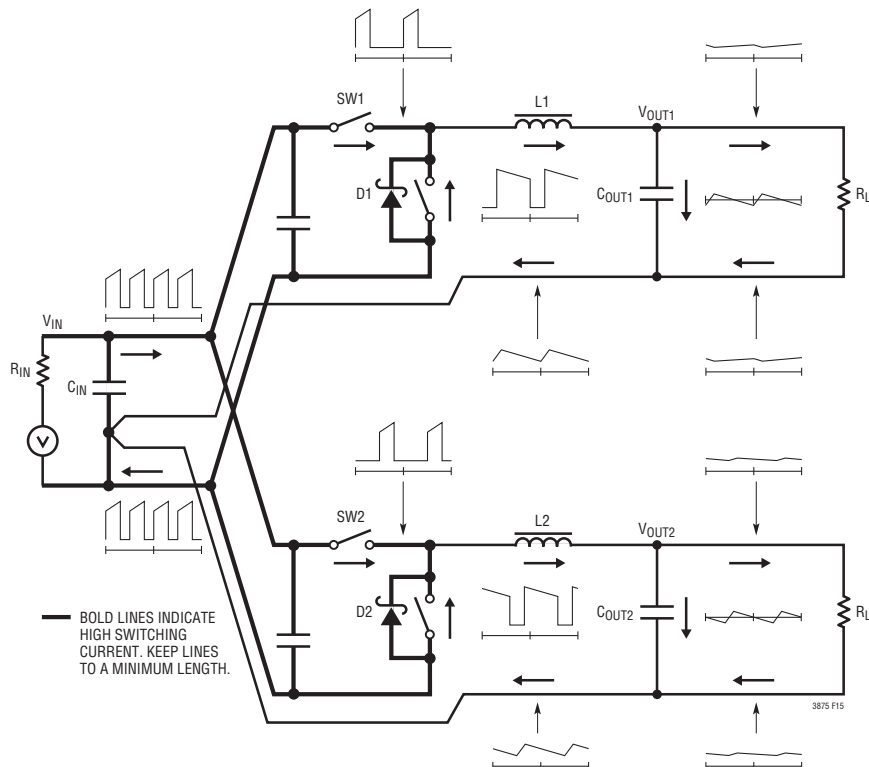 SW1
L1
VOUT1
D1
COUT1
RL
VIN
RIN
CIN
SW2
L2
VOUT2
D2
COUT2
RL
BOLD LINES INDICATE
HIGH SWITCHING
CURRENT. KEEP LINES
TO A MINIMUM LENGTH.
3875 F15